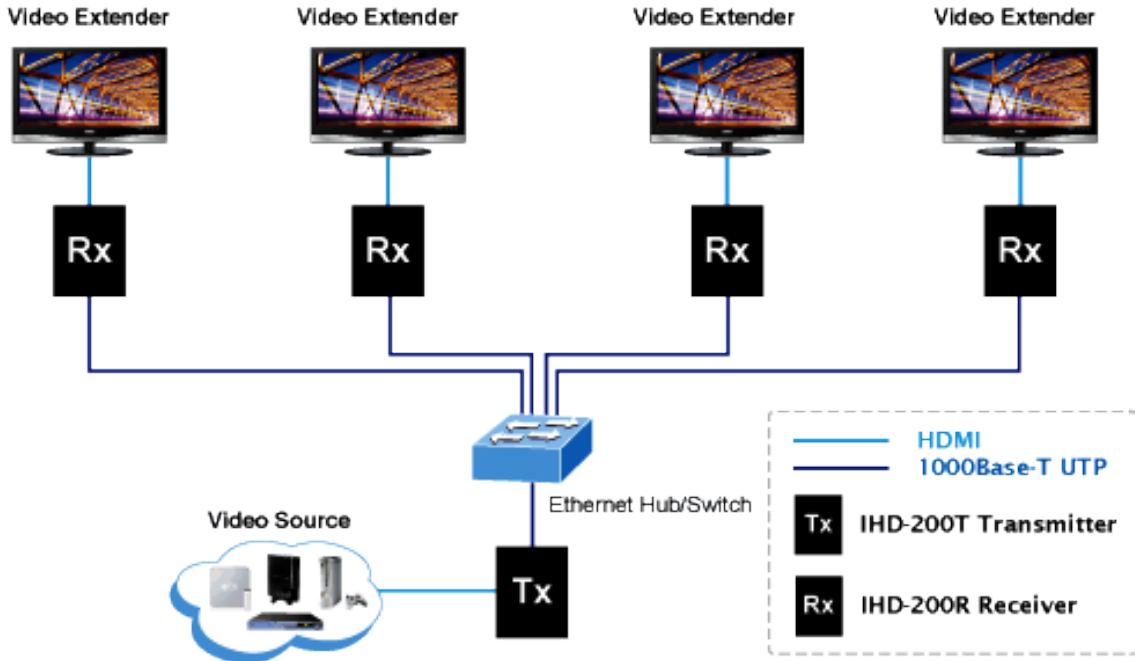 Video Extender
Video Extender
Video Extender
Video Extender
Rx
Rx
Rx
Rx
Ethernet Hub/Switch
Video Source
Tx
HDMI
1000Base-T UTP
Tx IHD-200T Transmitter
Rx IHD-200R Receiver